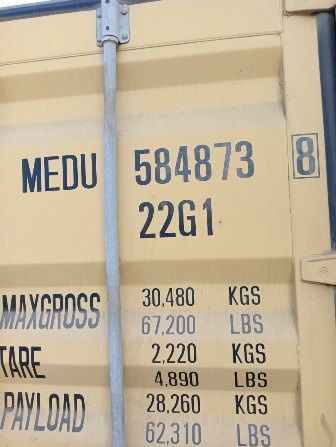 MEDU 584873 8
22G1
MAXGROSS 30,480 KGS
67,200 LBS
TARE 2,220 KGS
4,890 LBS
PAYLOAD 28,260 KGS
62,310 LBS